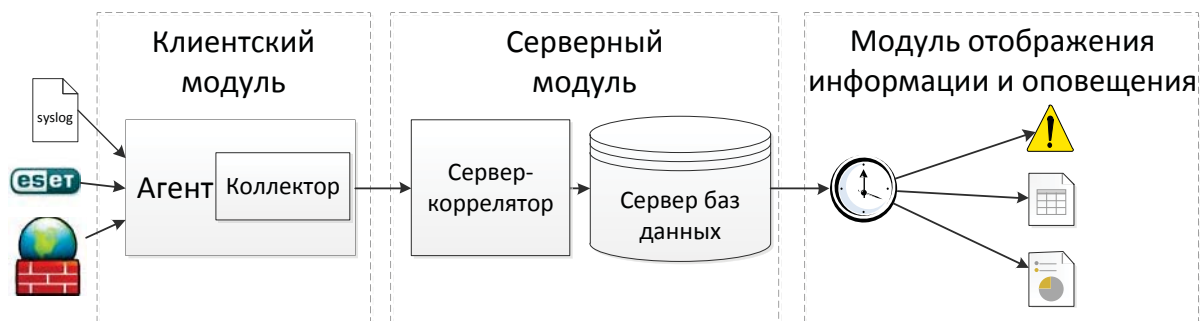 Клиентский
модуль
Серверный
модуль
Модуль отображения
информации и оповещения
syslog
eseT
Агент
Коллектор
Сервер-
коррелятор
Сервер баз
данных